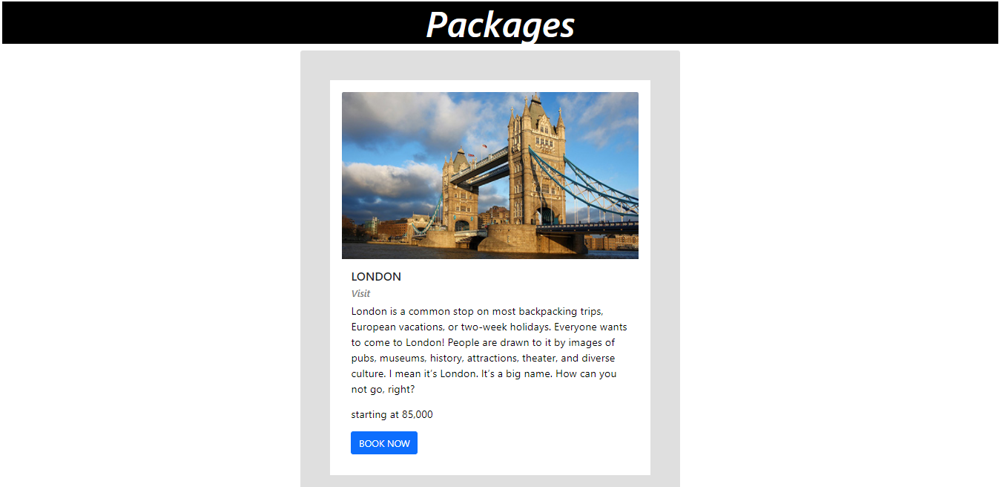 Packages
LONDON
Visit
London is a common stop on most backpacking trips,
European vacations, or two-week holidays. Everyone wants
to come to London! People are drawn to it by images of
pubs, museums, history, attractions, theater, and diverse
culture. I mean it’s London. It’s a big name. How can you
not go, right?
starting at 85,000
BOOK NOW